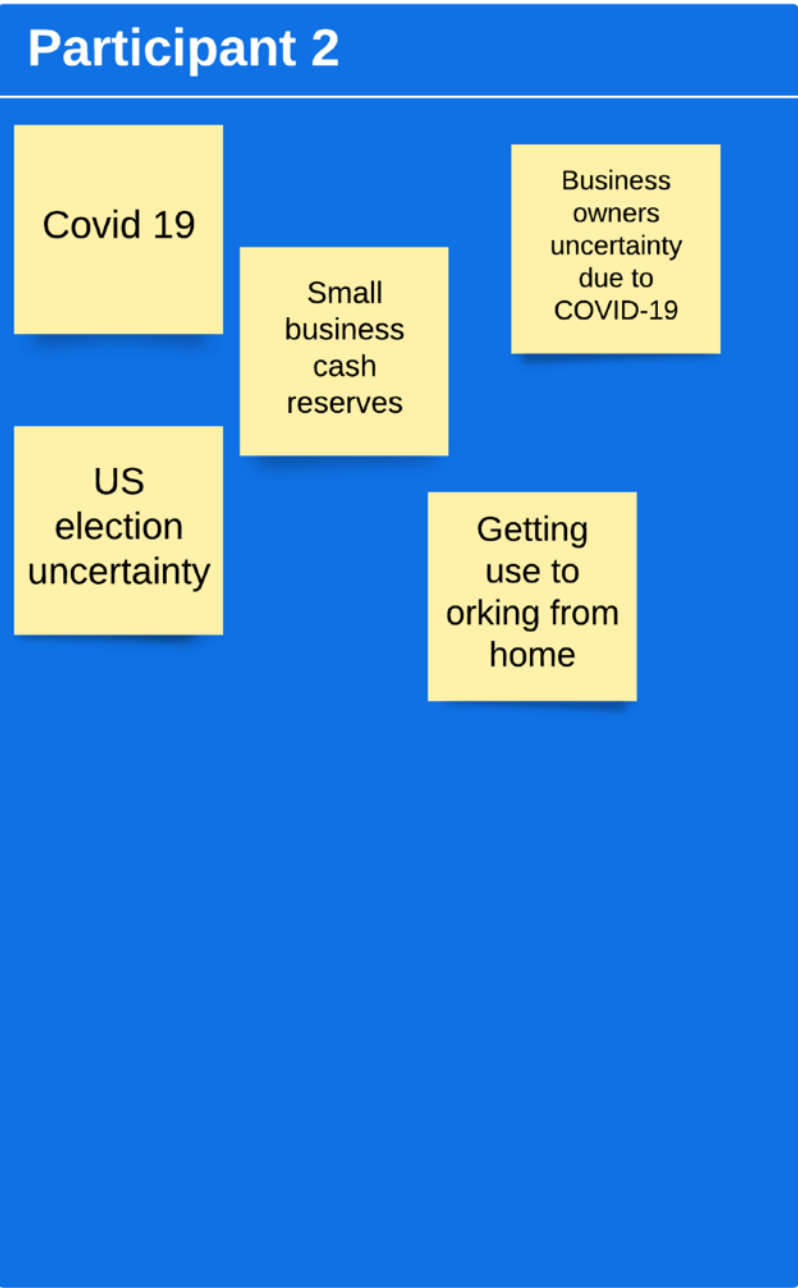 Participant 2
Covid 19
Small
business
cash
reserves
Business
owners
uncertainty
due to
COVID-19
US
election
uncertainty
Getting
use to
orking from
home